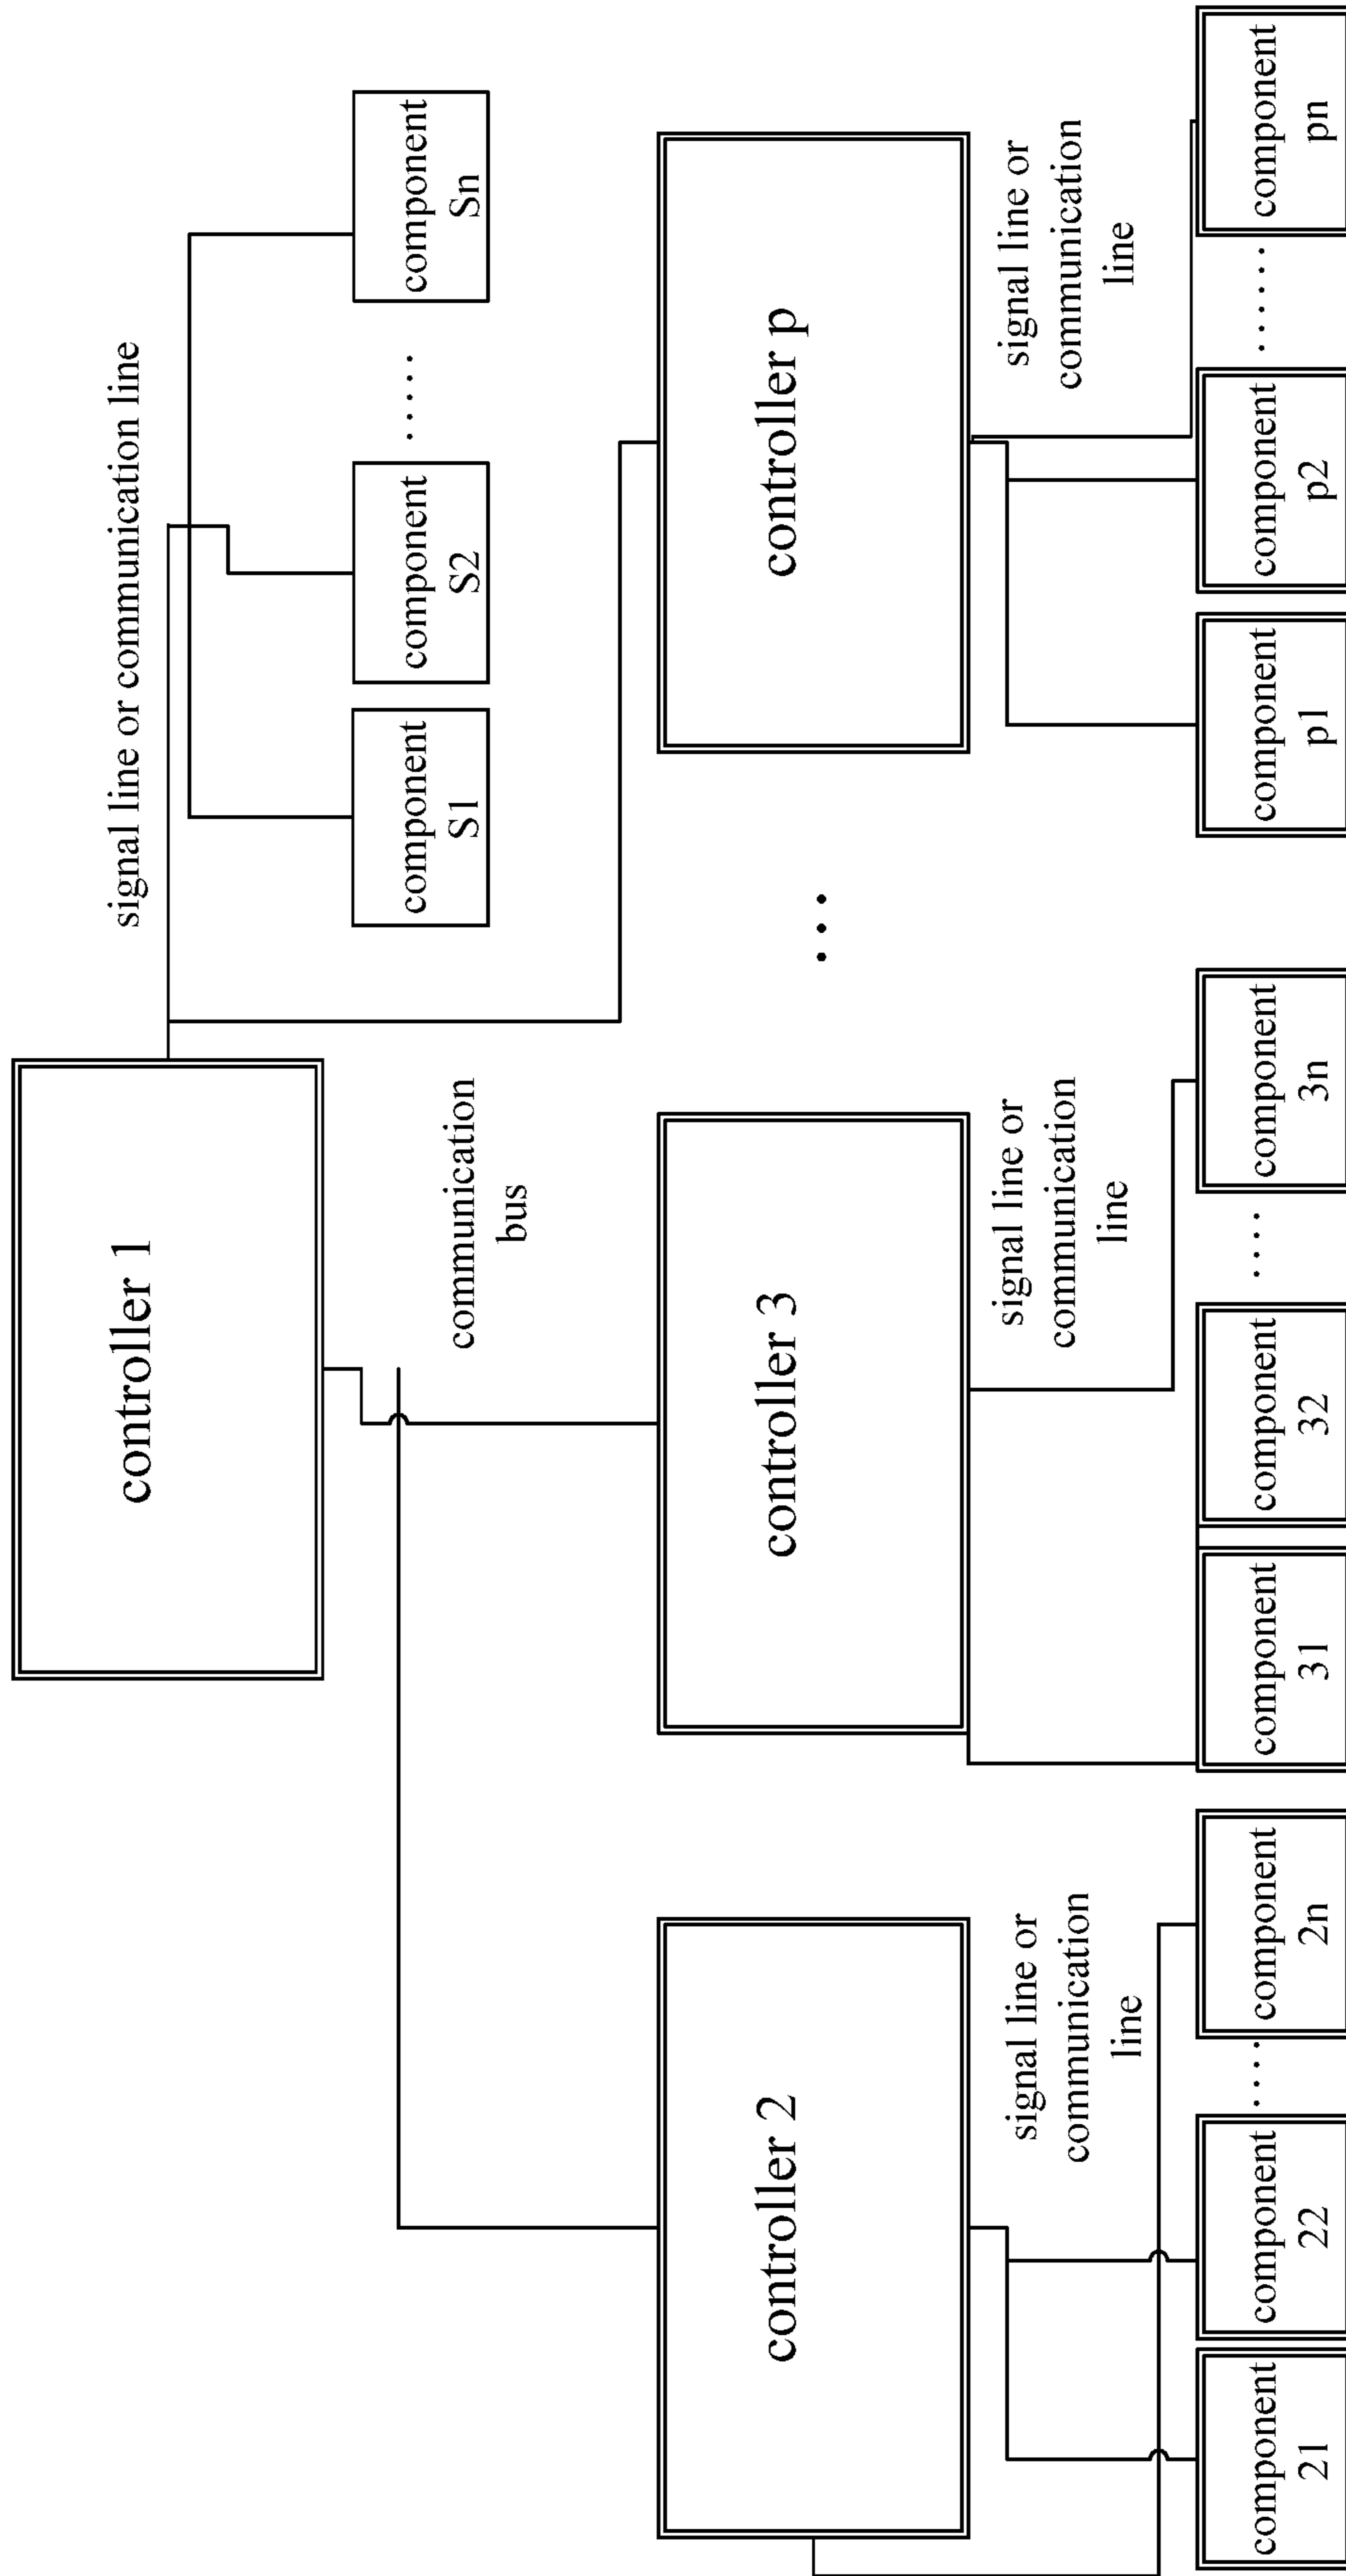 controller 1
signal line or communication line
communication
bus
component
S1
component
S2
.....
component
Sn
controller 2
controller 3
...
controller p
signal line or
communication
line
signal line or
communication
line
signal line or
communication
line
component
21
component
22
....
component
2n
component
31
component
32
....
component
3n
component
p1
component
p2
......
component
pn